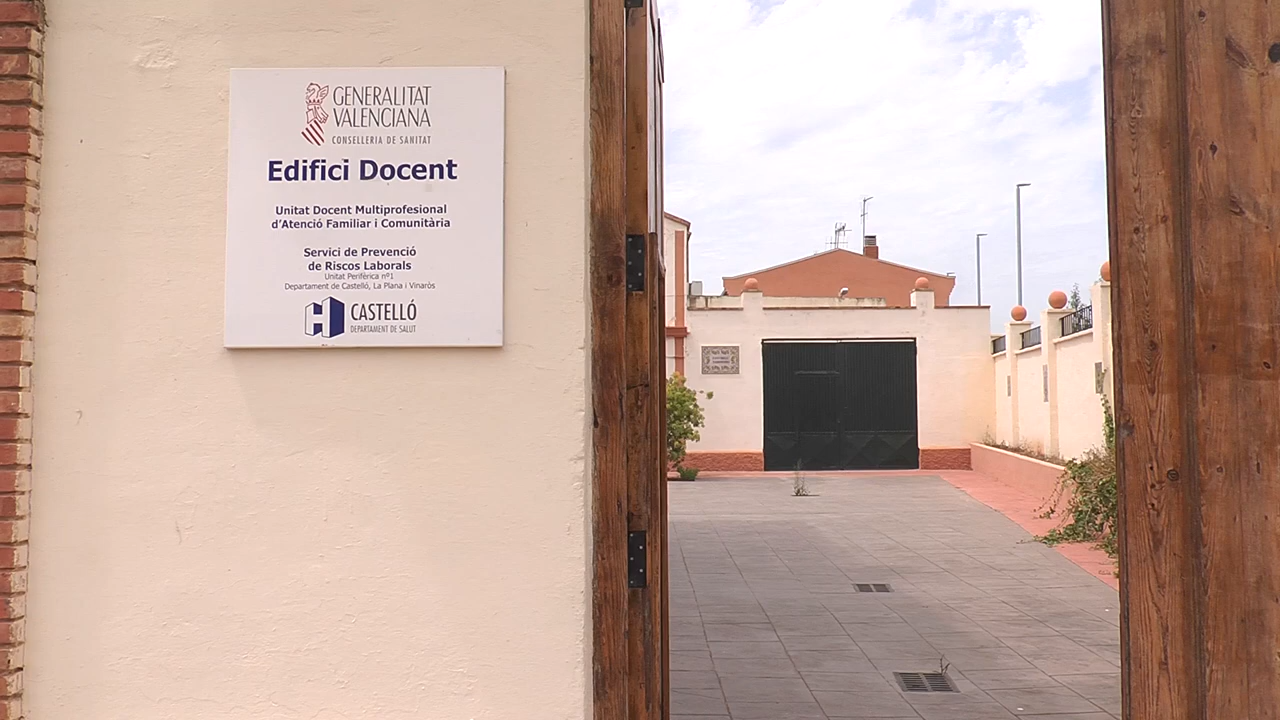 GENERALITAT
VALENCIANA
CONSELLERIA DE SANITAT
Edifici Docent
Unitat Docent Multiprofesional
d'Atenció Familiar i Comunitària
Servici de Prevenció
de Riscos Laborals
Unitat Perifèrica nº1
Departament de Castelló, La Plana i Vinaròs
CASTELLÓ
DEPARTAMENT DE SALUT